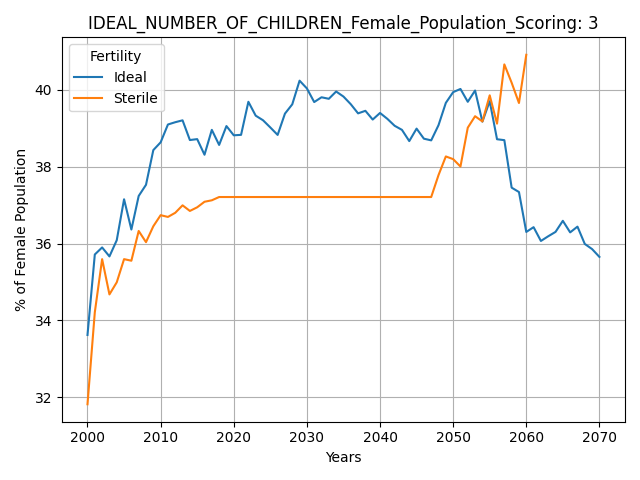 IDEAL_NUMBER_OF_CHILDREN_Female_Population_Scoring: 3
Fertility
Ideal
Sterile
% of Female Population
40
38
36
34
32
2000 2010 2020 2030 2040 2050 2060 2070
Years